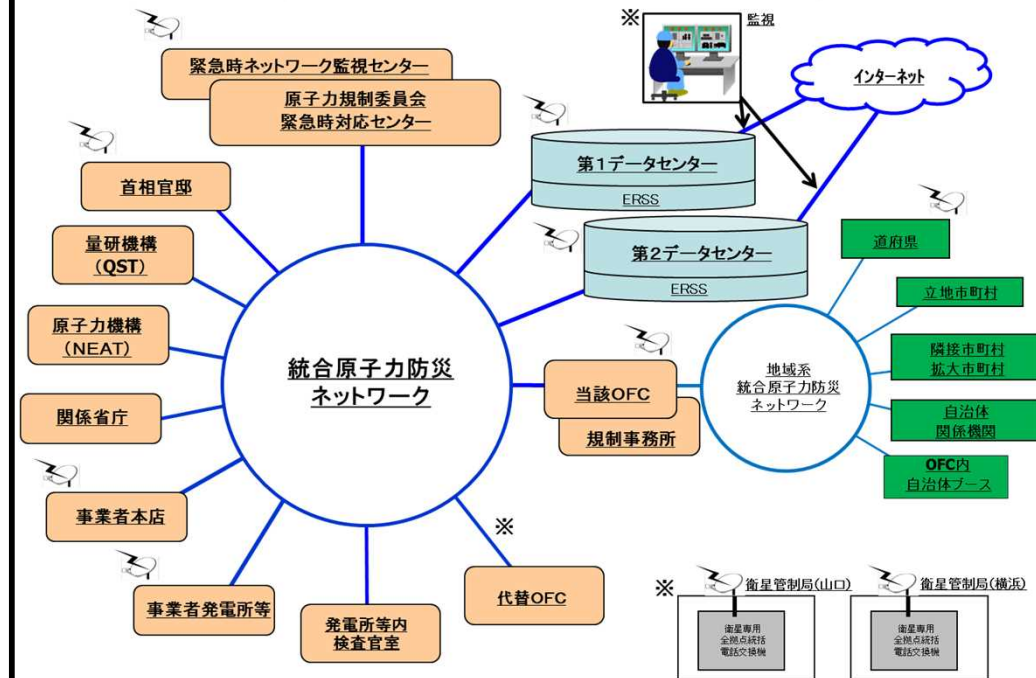 ※
監視
緊急時ネットワーク監視センター
原子力規制委員会
緊急時対応センター
インターネット
第1データセンター
ERSS
首相官邸
第2データセンター
ERSS
道府県
量研機構
(QST)
立地市町村
原子力機構
(NEAT)
隣接市町村
拡大市町村
統合原子力防災
ネットワーク
当該OFC
規制事務所
地域系
統合原子力防災
ネットワーク
関係省庁
自治体
関係機関
OFC内
自治体ブース
事業者本店
※
代替OFC
事業者発電所等
発電所等内
検査官室
※
衛星管制局(山口)
衛星専用
全拠点統括
電話交換機
衛星管制局(横浜)
衛星専用
全拠点統括
電話交換機